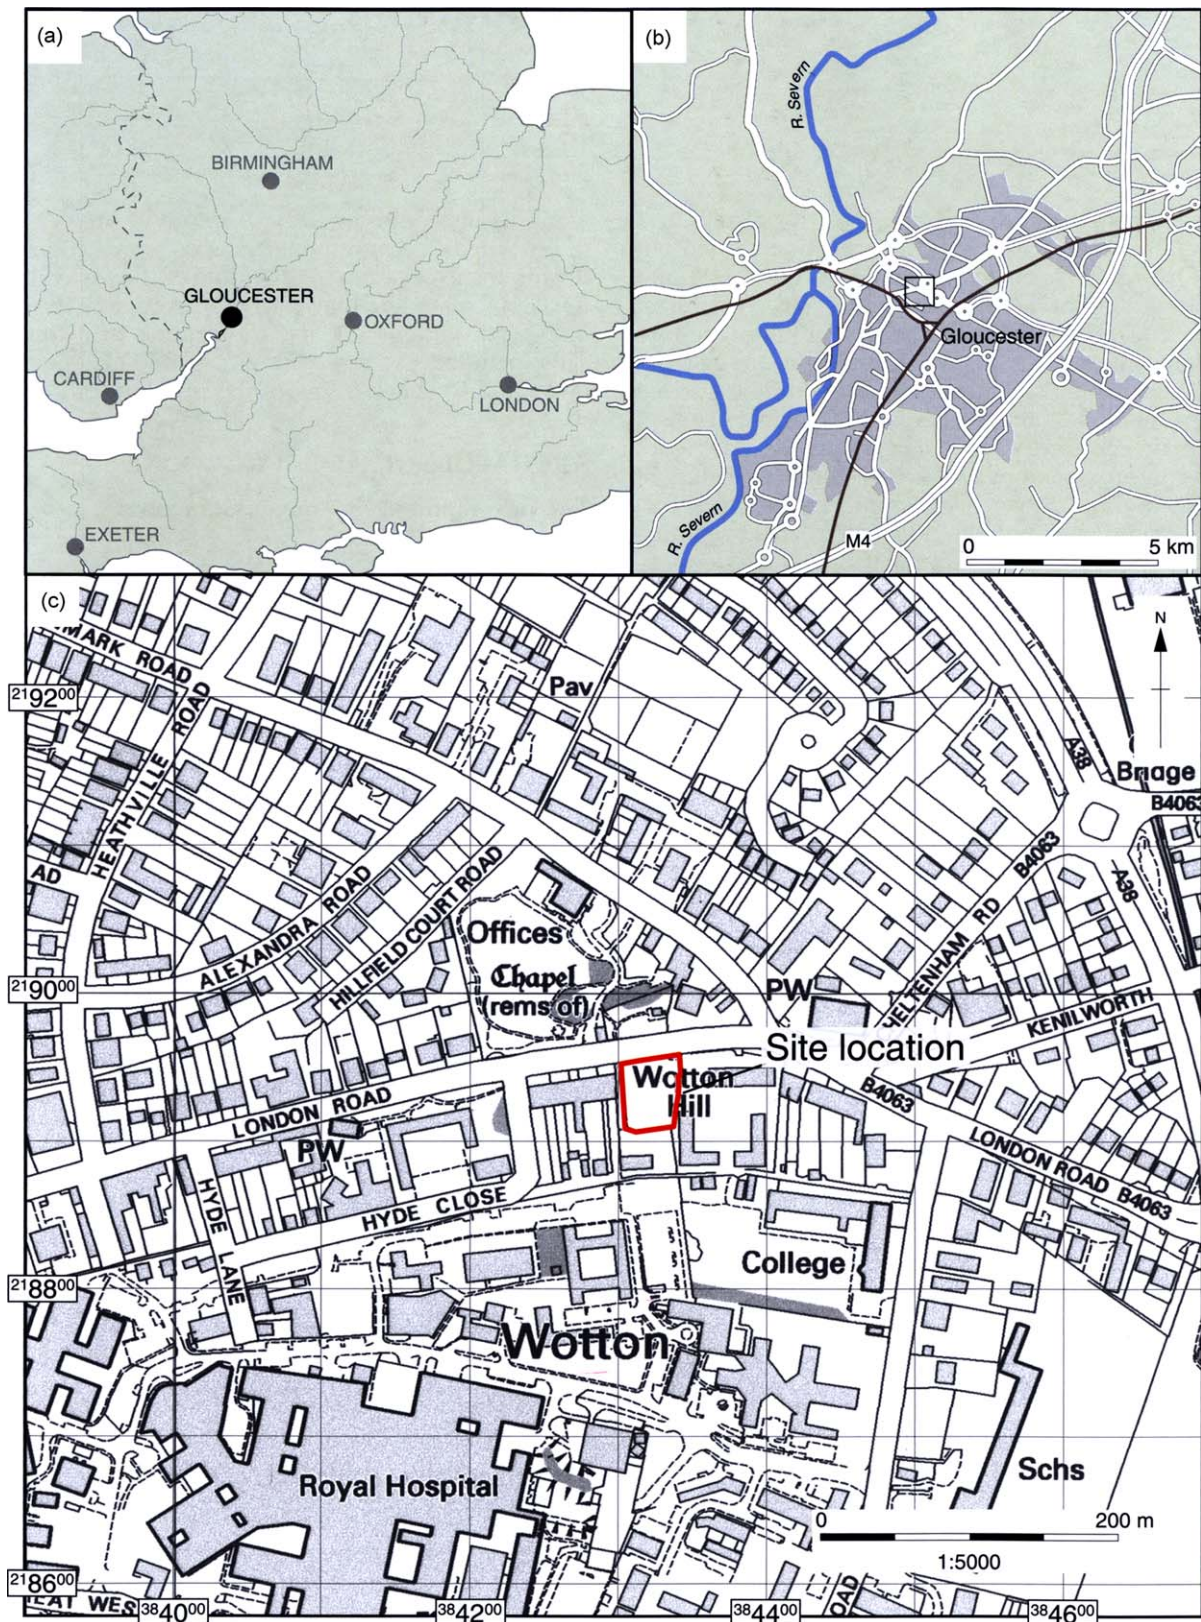 (a)
BIRMINGHAM
GLOUCESTER
OXFORD
CARDIFF
LONDON
EXETER
(b)
R. Severn
Gloucester
R. Severn
M4
0 5 km
(c)
N
MARK ROAD
2192⁰⁰
HEATHVILLE ROAD
Pav
A38
B4063
AD
ALEXANDRA ROAD
HILLFIELD COURT ROAD
Offices
Chapel
(rems of)
CHELTENHAM RD B4063
A38
2190⁰⁰
PW
KENILWORTH
Site location
Wotton
Hill
B4063
LONDON ROAD
PW
LONDON ROAD B4063
HYDE LANE
HYDE CLOSE
College
2188⁰⁰
Wotton
Royal Hospital
Schs
0 200 m
1:5000
2186⁰⁰
EAT WES
OAD
3840⁰⁰
3842⁰⁰
3844⁰⁰
3846⁰⁰